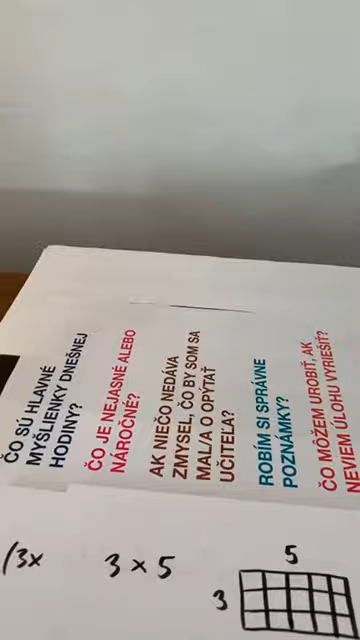 ČO SÚ HLAVNÉ
MYŠLIENKY DNEŠNEJ
HODINY?
ČO JE NEJASNÉ ALEBO
NÁROČNÉ?
AK NIEČO NEDÁVA
ZMYSEL, ČO BY SOM SA
MAL/A O OPÝTAŤ
UČITEĽA?
ROBÍM SI SPRÁVNE
POZNÁMKY?
ČO MÔŽEM UROBIŤ, AK
NEVIEM ÚLOHU VYRIEŠIŤ?
(3x
3 × 5
5
3